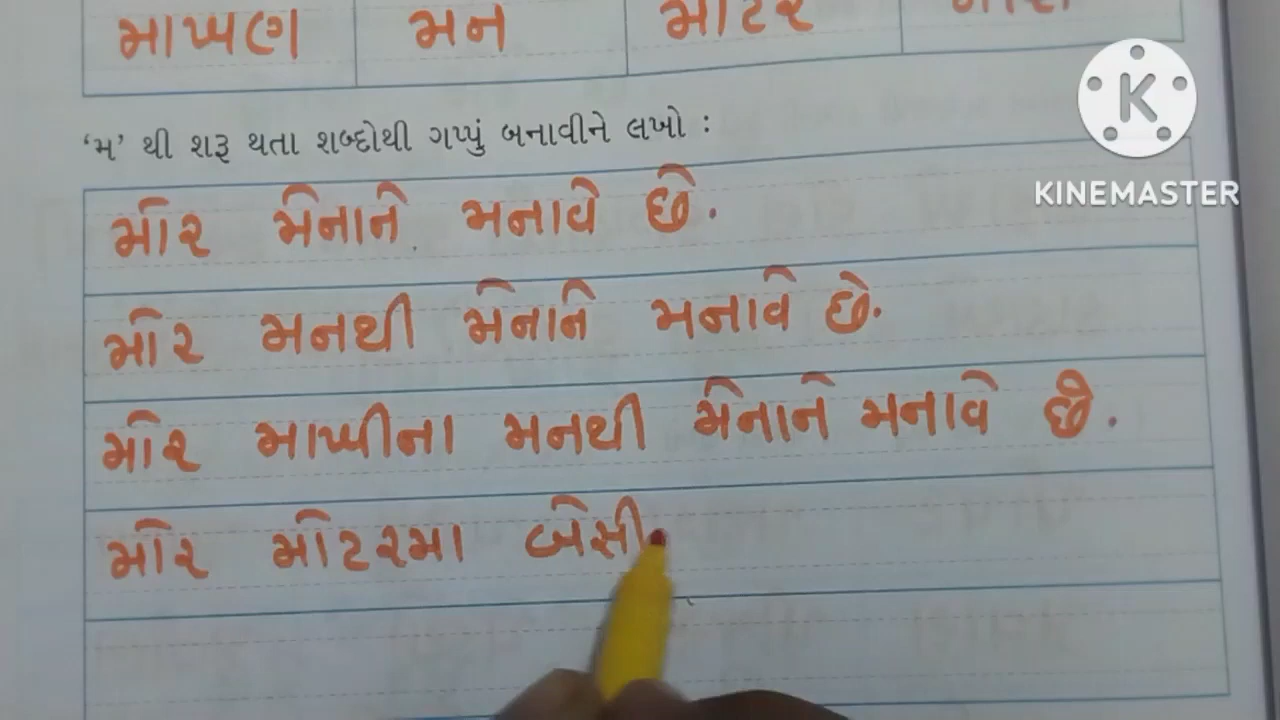 માખણ મન મોટર
K
KINEMASTER
‘મ’ થી શરૂ થતા શબ્દોથી ગપ્પું બનાવીને લખો :
મોર મેનાને મનાવે છે.
મોર મનથી મેનાને મનાવે છે.
મોર માખીના મનથી મેનાને મનાવે છે.
મોર મોટરમા બેસી